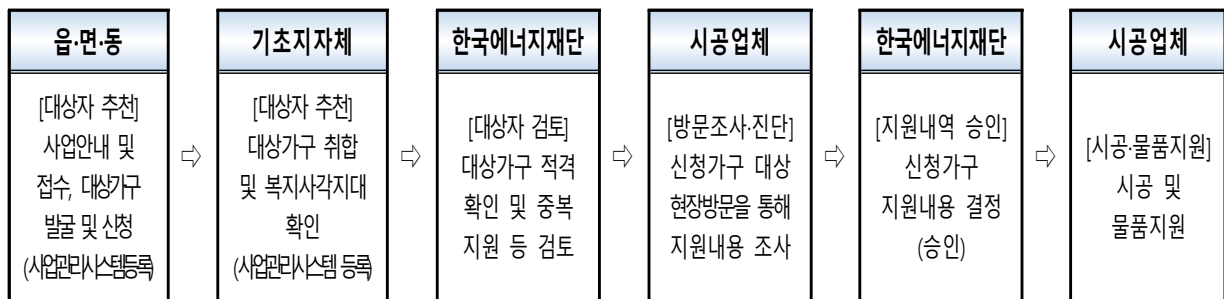 읍·면·동
[대상자 추천]
사업안내 및
접수, 대상가구
발굴 및 신청
(사업관리시스템등록)
⇨
기초지자체
[대상자 추천]
대상가구 취합
및 복지사각지대
확인
(사업관리시스템 등록)
⇨
한국에너지재단
[대상자 검토]
대상가구 적격
확인 및 중복
지원 등 검토
⇨
시공업체
[방문조사·진단]
신청가구 대상
현장방문을 통해
지원내용 조사
⇨
한국에너지재단
[지원내역 승인]
신청가구
지원내용 결정
(승인)
⇨
시공업체
[시공·물품지원]
시공 및
물품지원